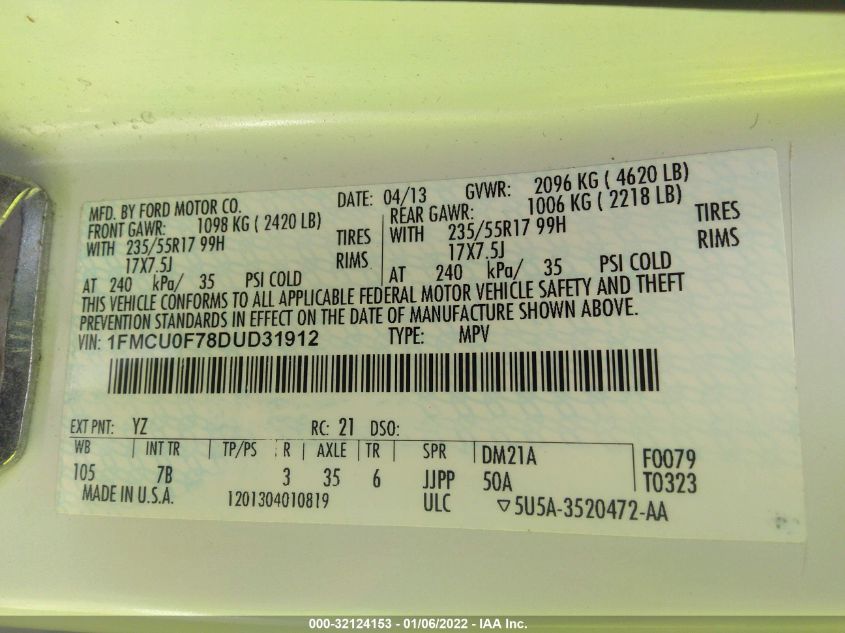 MFD. BY FORD MOTOR CO. DATE: 04/13 GVWR: 2096 KG ( 4620 LB)
FRONT GAWR: 1098 KG ( 2420 LB) REAR GAWR: 1006 KG ( 2218 LB)
WITH 235/55R17 99H TIRES WITH 235/55R17 99H TIRES
17X7.5J RIMS 17X7.5J RIMS
AT 240 kPa/ 35 PSI COLD AT 240 kPa/ 35 PSI COLD
THIS VEHICLE CONFORMS TO ALL APPLICABLE FEDERAL MOTOR VEHICLE SAFETY AND THEFT
PREVENTION STANDARDS IN EFFECT ON THE DATE OF MANUFACTURE SHOWN ABOVE.
VIN: 1FMCU0F78DUD31912 TYPE: MPV
EXT PNT: YZ RC: 21 DSO:
WB INT TR TP/PS R AXLE TR SPR DM21A F0079
105 7B 3 35 6 JJPP 50A T0323
MADE IN U.S.A. 1201304010819 ULC ▽5U5A-3520472-AA
000-32124153 - 01/06/2022 - IAA Inc.